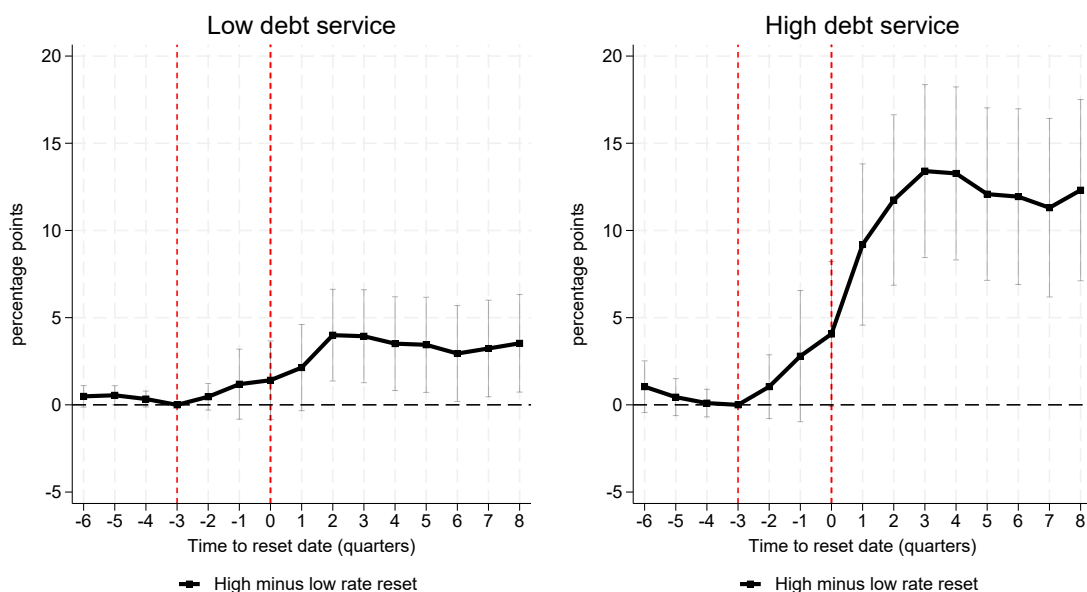 Low debt service
percentage points
20
15
10
5
0
-5
-6 -5 -4 -3 -2 -1 0 1 2 3 4 5 6 7 8
Time to reset date (quarters)
High minus low rate reset
High debt service
percentage points
20
15
10
5
0
-5
-6 -5 -4 -3 -2 -1 0 1 2 3 4 5 6 7 8
Time to reset date (quarters)
High minus low rate reset